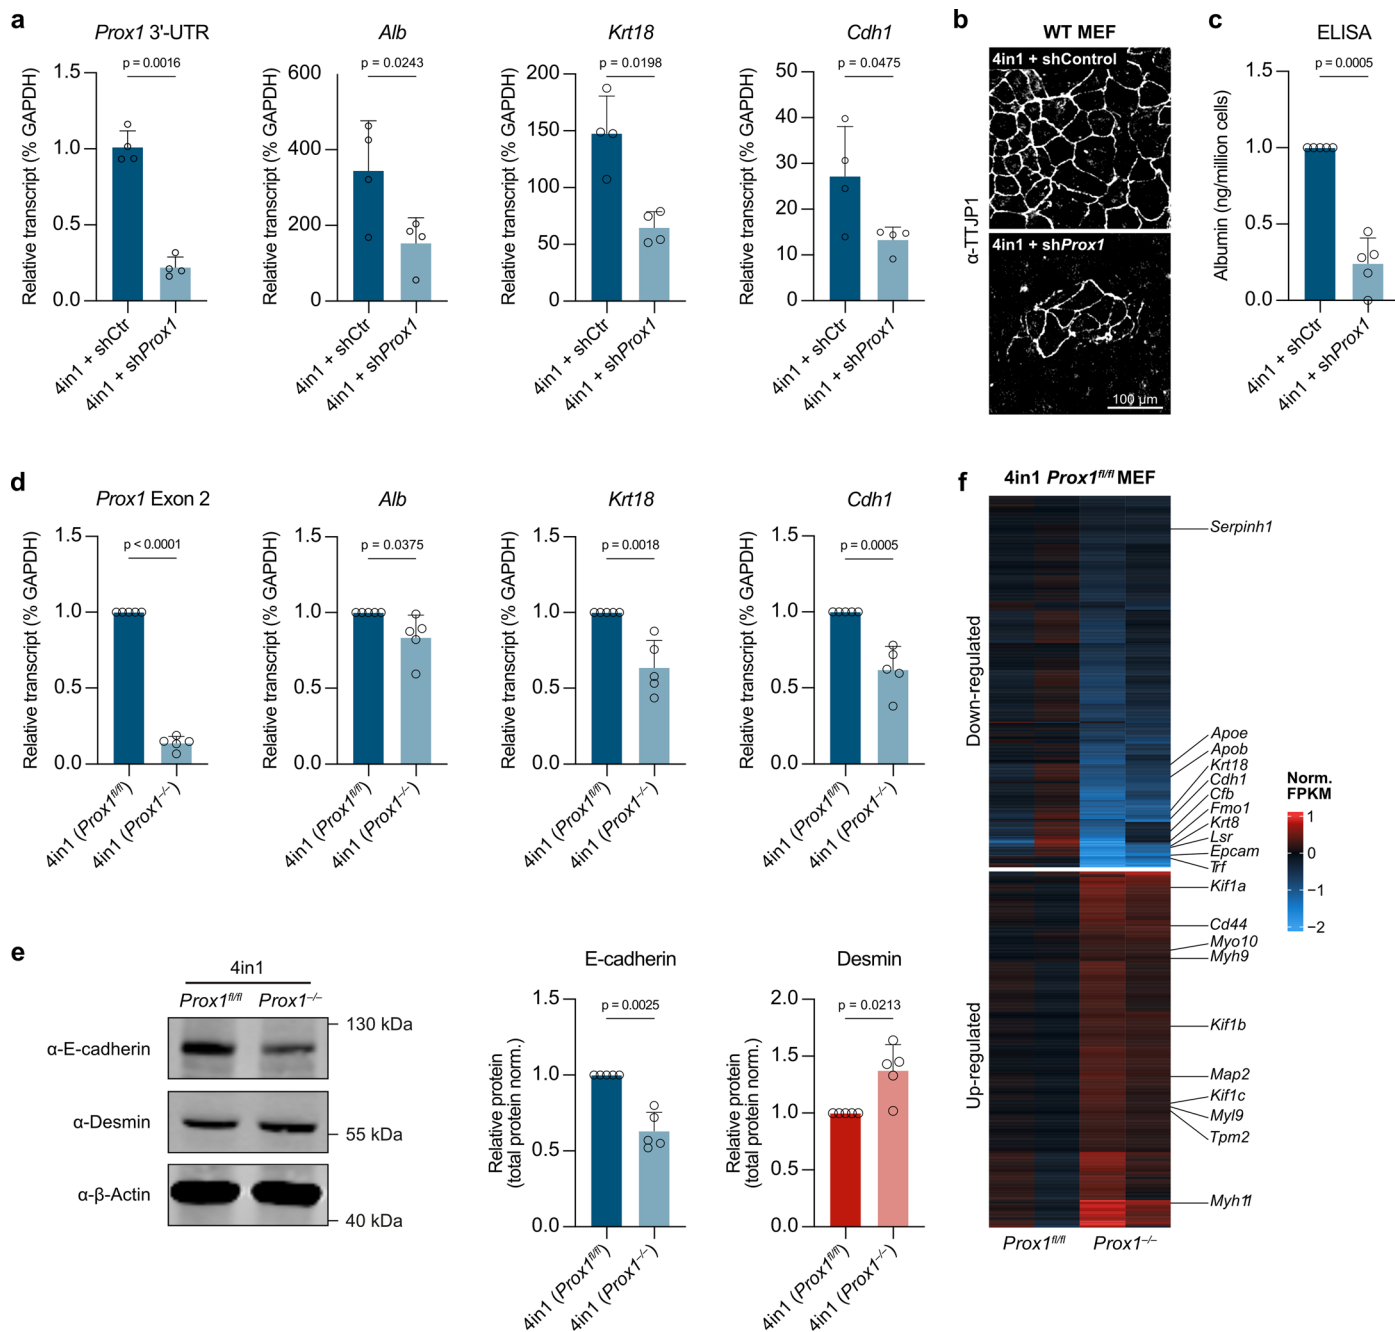 a
Prox1 3'-UTR
p = 0.0016
Relative transcript (% GAPDH)
1.5
1.0
0.5
0.0
4in1 + shCtr
4in1 + shProx1
Alb
p = 0.0243
Relative transcript (% GAPDH)
600
400
200
0
4in1 + shCtr
4in1 + shProx1
Krt18
p = 0.0198
Relative transcript (% GAPDH)
200
150
100
50
0
4in1 + shCtr
4in1 + shProx1
Cdh1
p = 0.0475
Relative transcript (% GAPDH)
50
40
30
20
10
0
4in1 + shCtr
4in1 + shProx1
b
WT MEF
4in1 + shControl
4in1 + shProx1
α-TTJP1
100 µm
c
ELISA
p = 0.0005
Albumin (ng/million cells)
1.5
1.0
0.5
0.0
4in1 + shCtr
4in1 + shProx1
d
Prox1 Exon 2
p < 0.0001
Relative transcript (% GAPDH)
1.5
1.0
0.5
0.0
4in1 (Prox1fl/fl)
4in1 (Prox1−/−)
Alb
p = 0.0375
Relative transcript (% GAPDH)
1.5
1.0
0.5
0.0
4in1 (Prox1fl/fl)
4in1 (Prox1−/−)
Krt18
p = 0.0018
Relative transcript (% GAPDH)
1.5
1.0
0.5
0.0
4in1 (Prox1fl/fl)
4in1 (Prox1−/−)
Cdh1
p = 0.0005
Relative transcript (% GAPDH)
1.5
1.0
0.5
0.0
4in1 (Prox1fl/fl)
4in1 (Prox1−/−)
e
4in1
Prox1fl/fl Prox1−/−
α-E-cadherin
α-Desmin
α-β-Actin
130 kDa
55 kDa
40 kDa
E-cadherin
p = 0.0025
Relative protein
(total protein norm.)
1.5
1.0
0.5
0.0
4in1 (Prox1fl/fl)
4in1 (Prox1−/−)
Desmin
p = 0.0213
Relative protein
(total protein norm.)
2.0
1.5
1.0
0.5
0.0
4in1 (Prox1fl/fl)
4in1 (Prox1−/−)
f
4in1 Prox1fl/fl MEF
Down-regulated
Up-regulated
Serpinh1
Apoe
Apob
Krt18
Cdh1
Cfb
Fmo1
Krt8
Lsr
Epcam
Trf
Kif1a
Cd44
Myo10
Myh9
Kif1b
Map2
Kif1c
Myl9
Tpm2
Myh11
Prox1fl/fl Prox1−/−
Norm.
FPKM
1
0
−1
−2